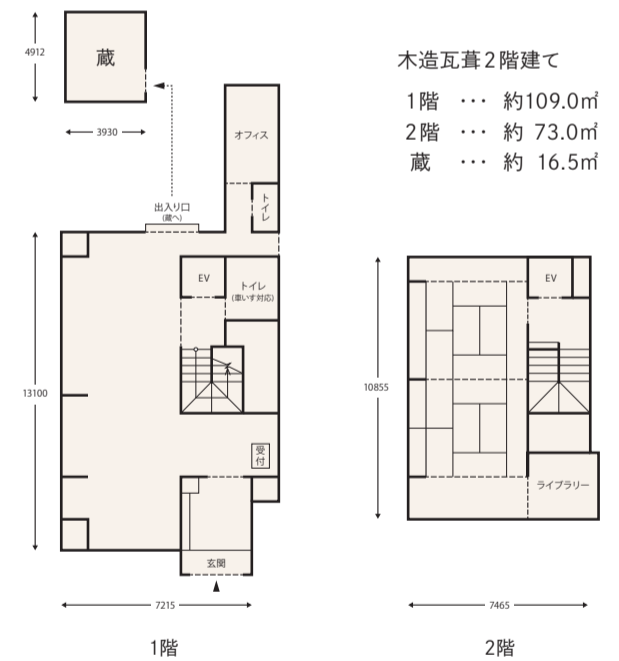 4912
蔵
3930
木造瓦葺2階建て
1階 ··· 約109.0㎡
2階 ··· 約 73.0㎡
蔵 ··· 約 16.5㎡
オフィス
トイレ
出入り口
(蔵へ)
EV
トイレ
(車いす対応)
13100
受付
玄関
7215
1階
EV
10855
ライブラリー
7465
2階